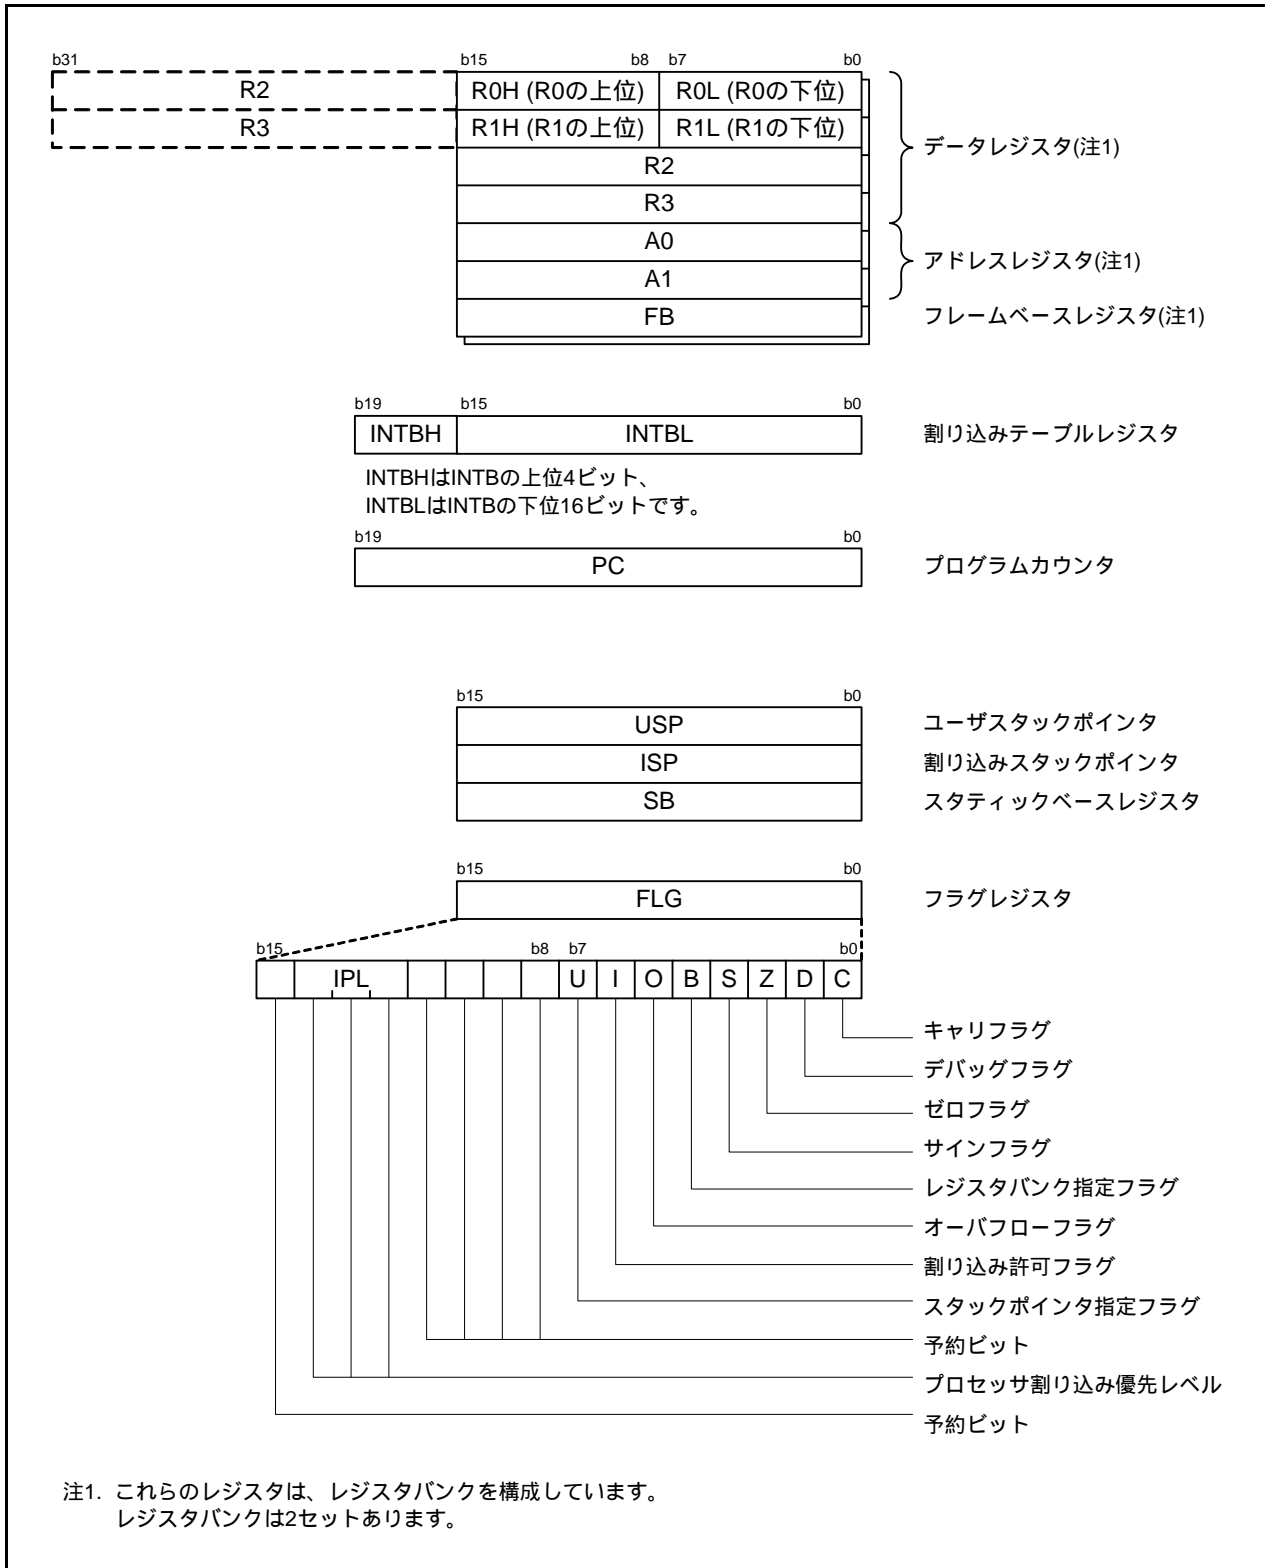 b31 b15 b8 b7 b0
R2 R0H (R0の上位) R0L (R0の下位)
R3 R1H (R1の上位) R1L (R1の下位)
データレジスタ(注1)
R2
R3
A0
アドレスレジスタ(注1)
A1
FB フレームベースレジスタ(注1)
b19 b15 b0
INTBH INTBL 割り込みテーブルレジスタ
INTBHはINTBの上位4ビット、
INTBLはINTBの下位16ビットです。
b19 b0
PC プログラムカウンタ
b15 b0
USP ユーザスタックポインタ
ISP 割り込みスタックポインタ
SB スタティックベースレジスタ
b15 b0
FLG フラグレジスタ
b15 b8 b7 b0
IPL U I O B S Z D C
キャリフラグ
デバッグフラグ
ゼロフラグ
サインフラグ
レジスタバンク指定フラグ
オーバフローフラグ
割り込み許可フラグ
スタックポインタ指定フラグ
予約ビット
プロセッサ割り込み優先レベル
予約ビット
注1. これらのレジスタは、レジスタバンクを構成しています。
レジスタバンクは2セットあります。